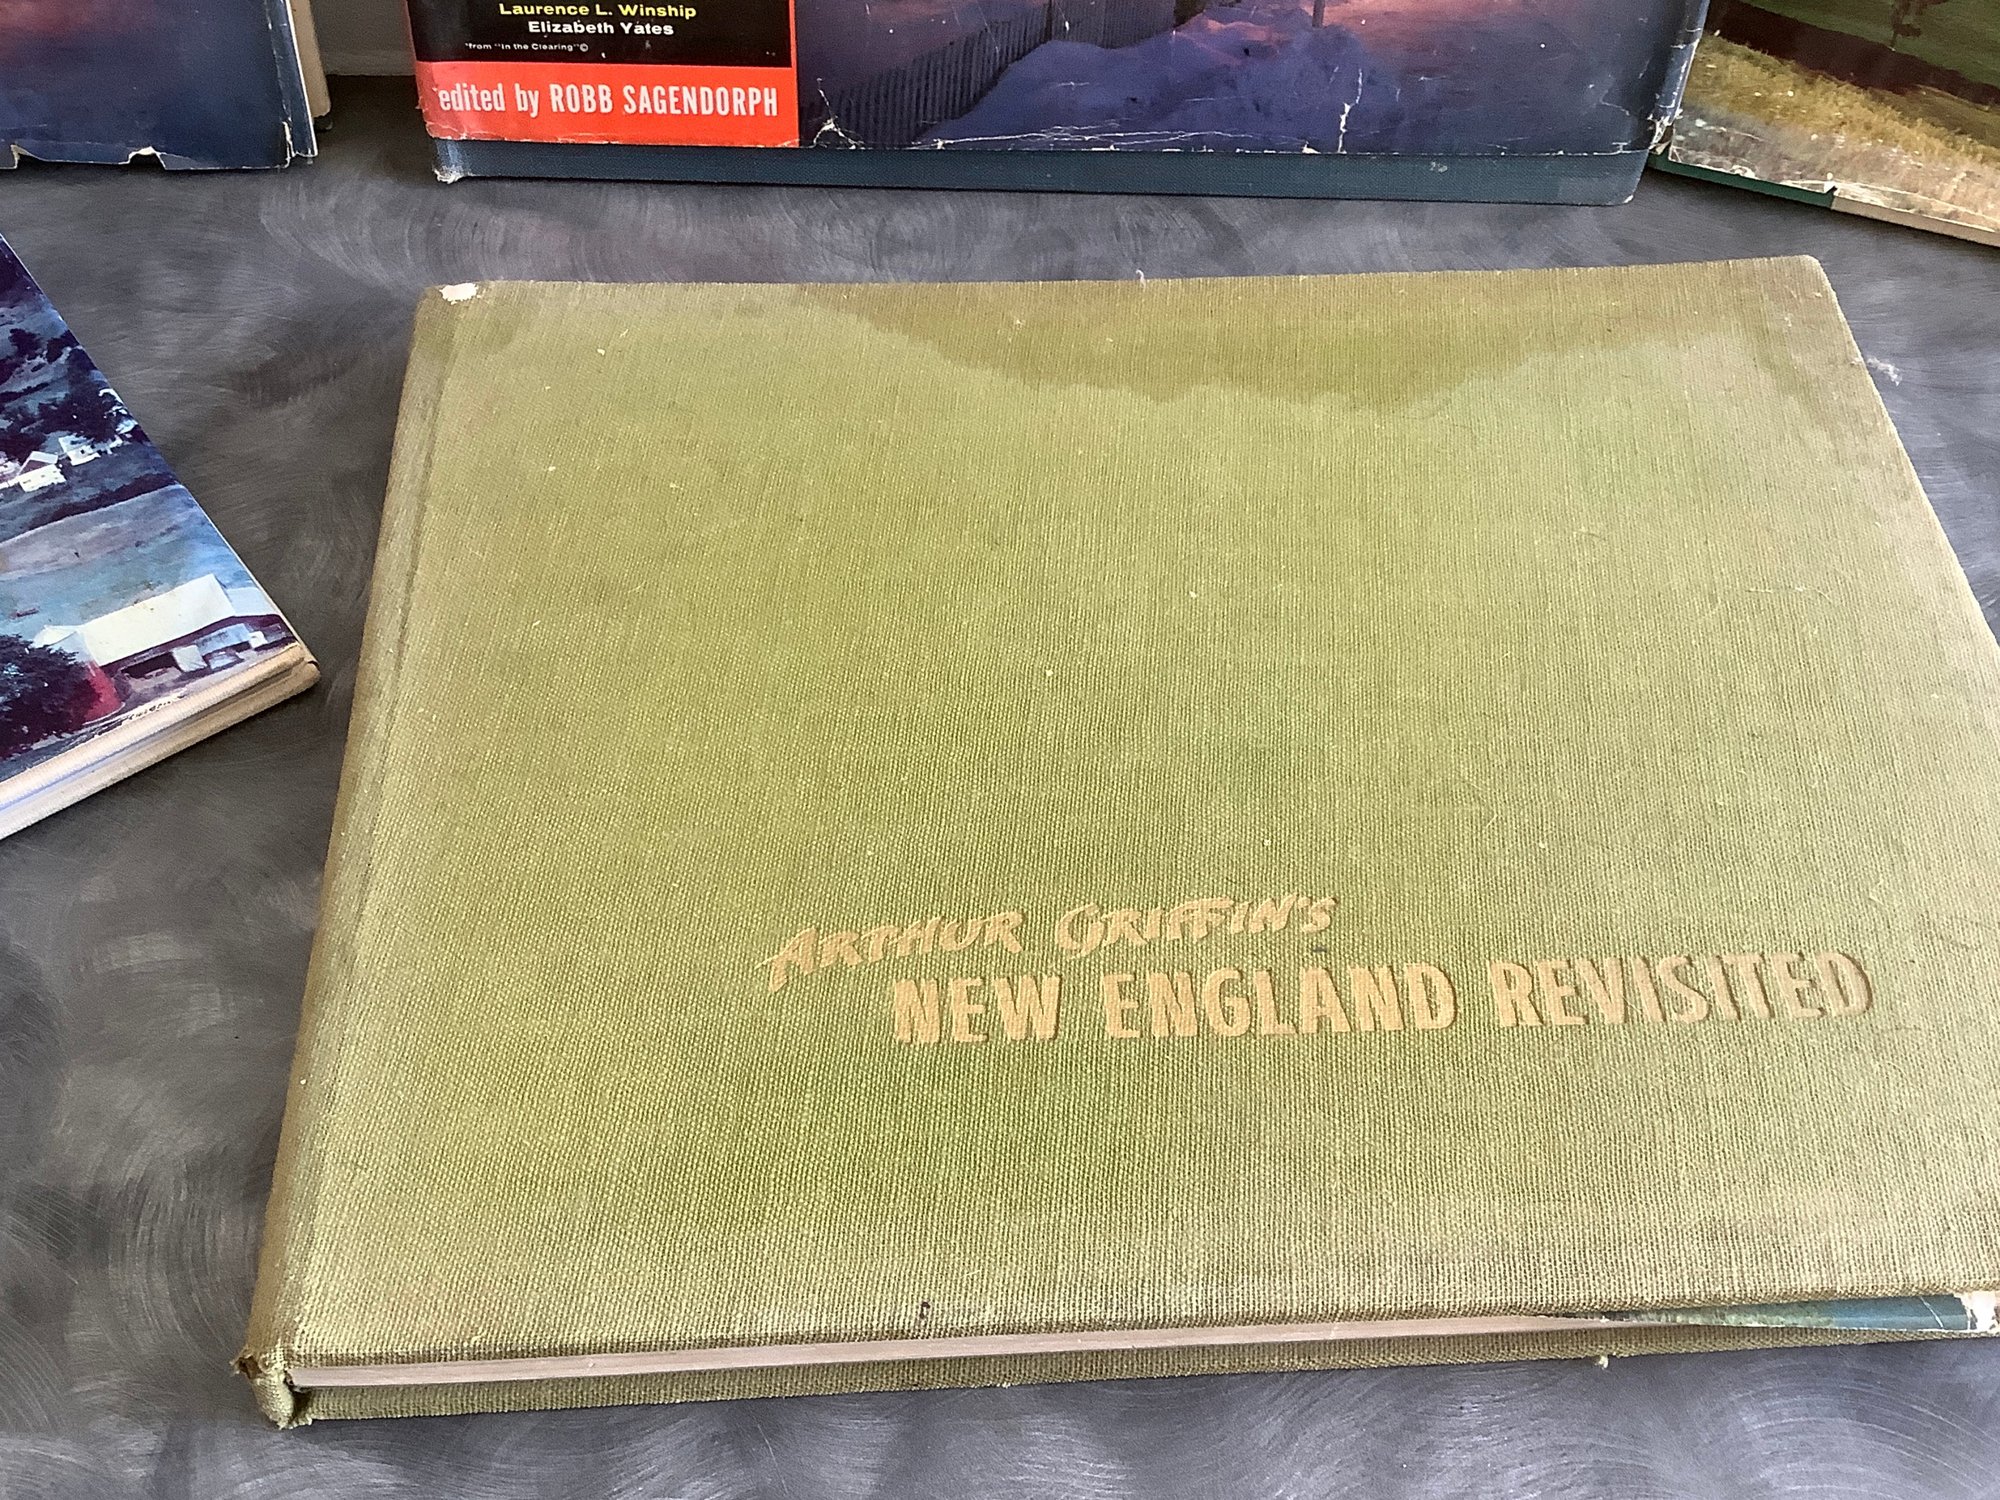 Laurence L. Winship
Elizabeth Yates
*from "In the Clearing"©
edited by ROBB SAGENDORPH
ARTHUR GRIFFIN'S
NEW ENGLAND REVISITED